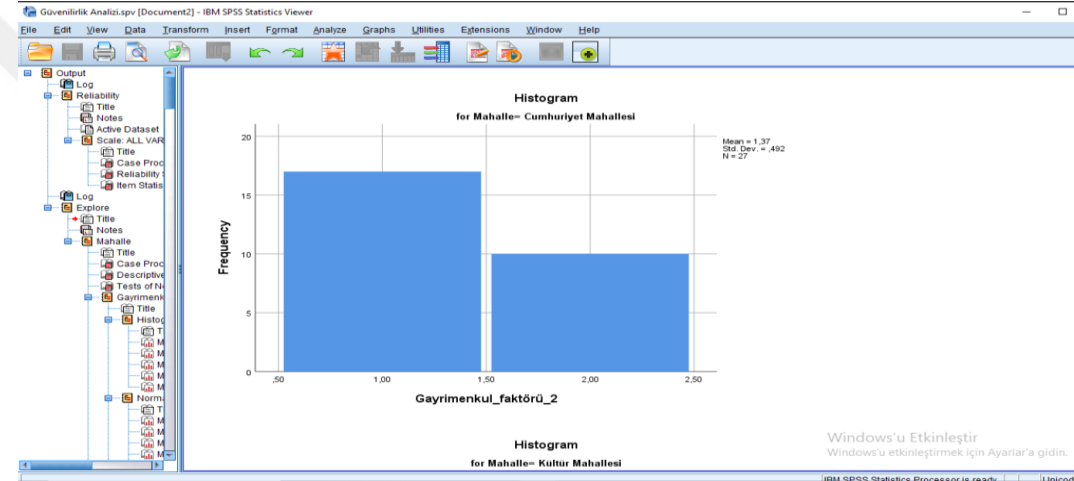 Güvenilirlik Analizi.spv [Document2] - IBM SPSS Statistics Viewer
File Edit View Data Transform Insert Format Analyze Graphs Utilities Extensions Window Help
Output
Log
Reliability
Title
Notes
Active Dataset
Scale: ALL VAR
Title
Case Proc
Reliability
Item Statis
Log
Explore
Title
Notes
Mahalle
Title
Case Proc
Descriptive
Tests of N
Gayrimenk
Title
Histog
T
M
M
M
M
M
Norma
T
M
M
M
M
Histogram
for Mahalle= Cumhuriyet Mahallesi
Mean = 1,37
Std. Dev. = ,492
N = 27
Frequency
20
15
10
5
0
,50 1,00 1,50 2,00 2,50
Gayrimenkul_faktörü_2
Histogram
for Mahalle= Kültür Mahallesi
Windows'u Etkinleştir
Windows'u etkinleştirmek için Ayarlar'a gidin.
IBM SPSS Statistics Processor is ready Unicod